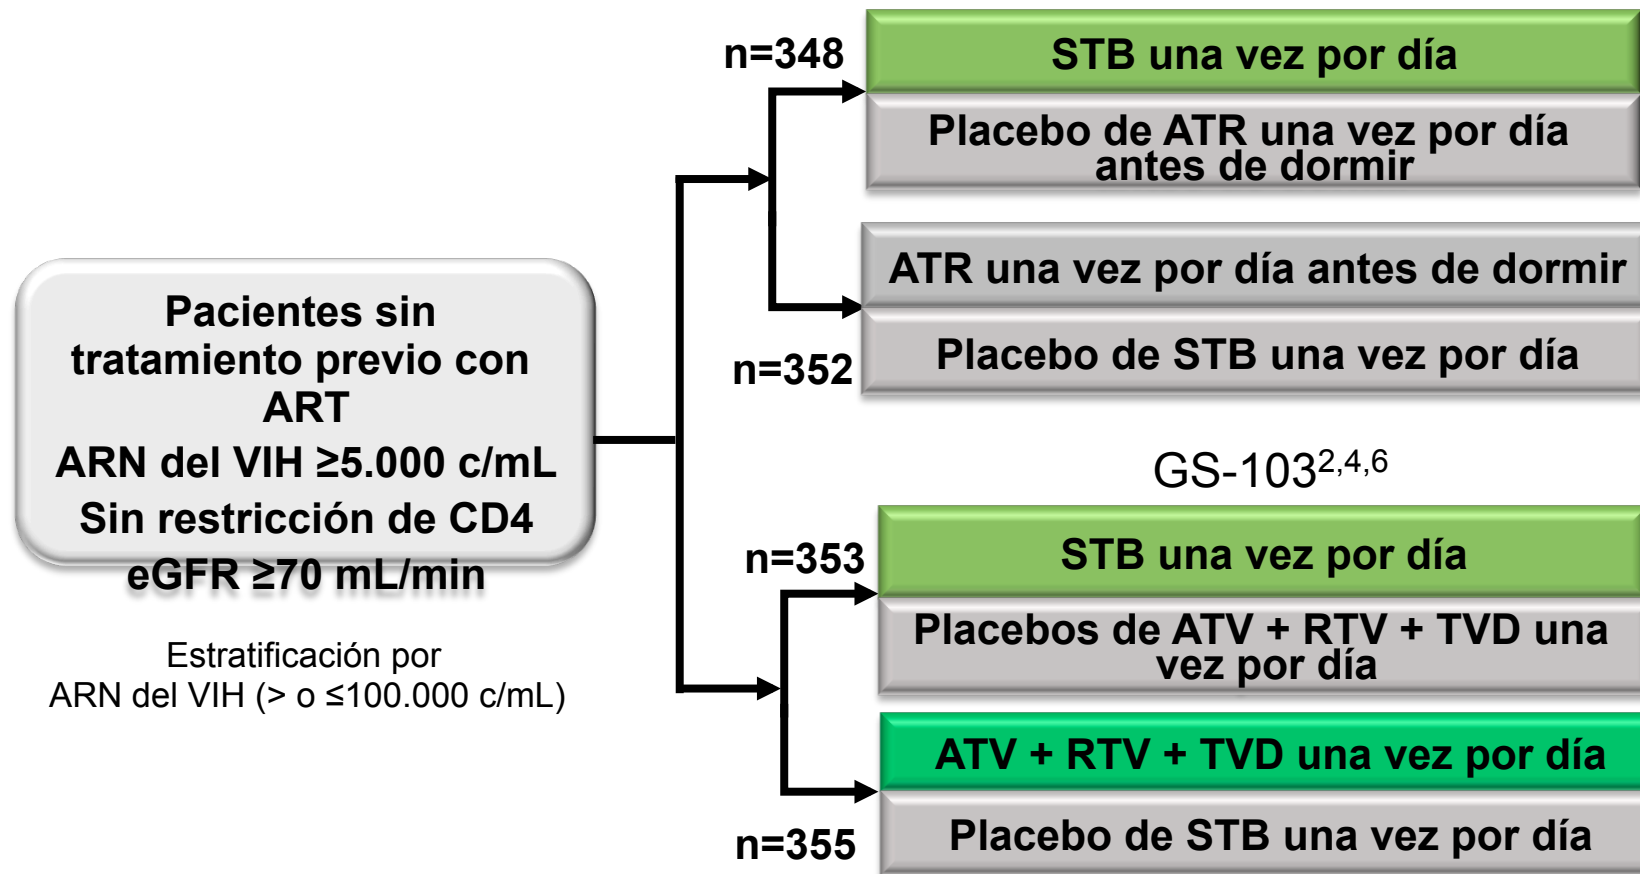 n=348
STB una vez por día
Placebo de ATR una vez por día
antes de dormir
ATR una vez por día antes de dormir
n=352
Placebo de STB una vez por día
Pacientes sin
tratamiento previo con
ART
ARN del VIH ≥5.000 c/mL
Sin restricción de CD4
eGFR ≥70 mL/min
Estratificación por
ARN del VIH (> o ≤100.000 c/mL)
GS-103²,⁴,⁶
n=353
STB una vez por día
Placebos de ATV + RTV + TVD una
vez por día
ATV + RTV + TVD una vez por día
n=355
Placebo de STB una vez por día